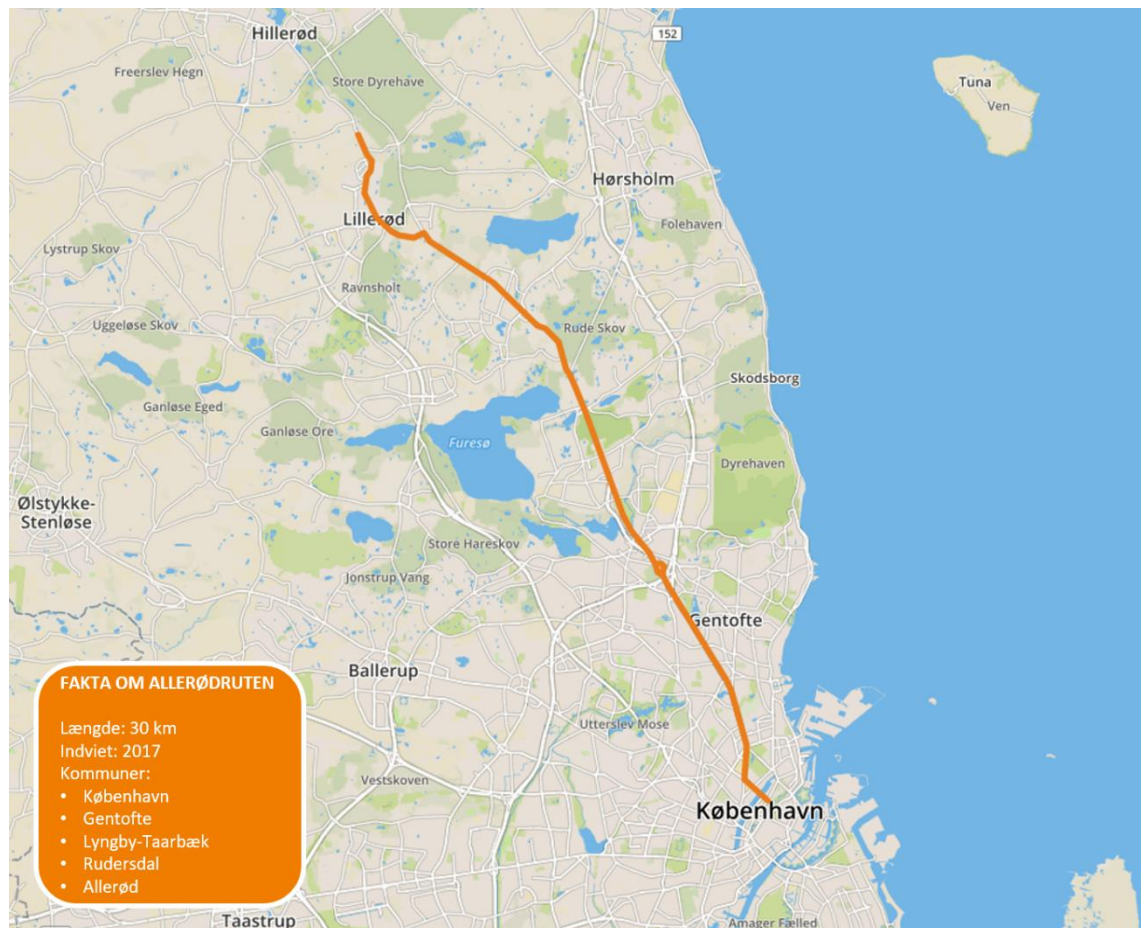 Hillerød
152
Freerslev Hegn
Store Dyrehave
Tuna
Ven
Hørsholm
Lillerød
Folehaven
Lystrup Skov
Ravnsholt
Uggeløse Skov
Rude Skov
Skodsborg
Ganløse Eged
Ganløse Ore
Furesø
Dyrehaven
Ølstykke-
Stenløse
Store Hareskov
Jonstrup Vang
Gentofte
Ballerup
Utterslev Mose
Vestskoven
København
Amager Fælled
Taastrup
FAKTA OM ALLERØDRUTEN
Længde: 30 km
Indviet: 2017
Kommuner:
• København
• Gentofte
• Lyngby-Taarbæk
• Rudersdal
• Allerød